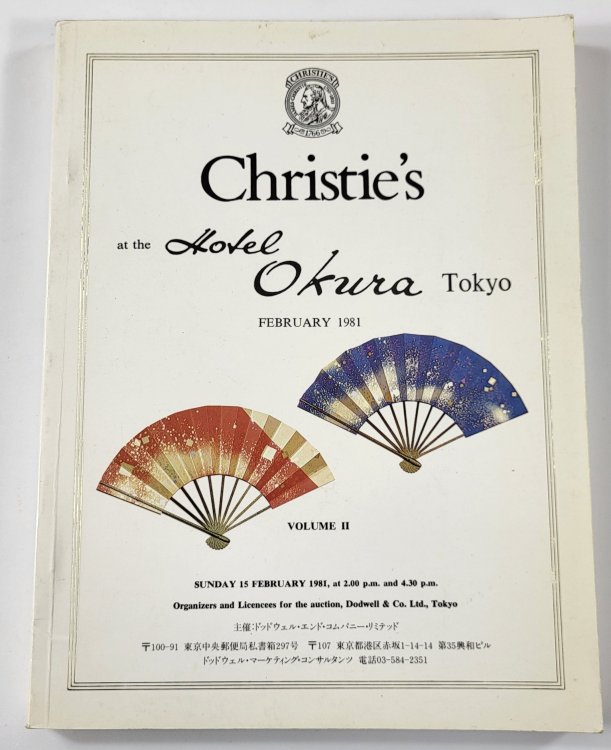 CHRISTIE'S
1766
Christie's
at the Hotel
Okura Tokyo
FEBRUARY 1981
VOLUME II
SUNDAY 15 FEBRUARY 1981, at 2.00 p.m. and 4.30 p.m.
Organizers and Licencees for the auction, Dodwell & Co. Ltd., Tokyo
主催:ドッドウェル・エンド・コムパニー・リミテッド
〒100-91 東京中央郵便局私書箱297号 〒107 東京都港区赤坂1-14-14 第35興和ビル
ドッドウェル・マーケティング・コンサルタンツ 電話03-584-2351